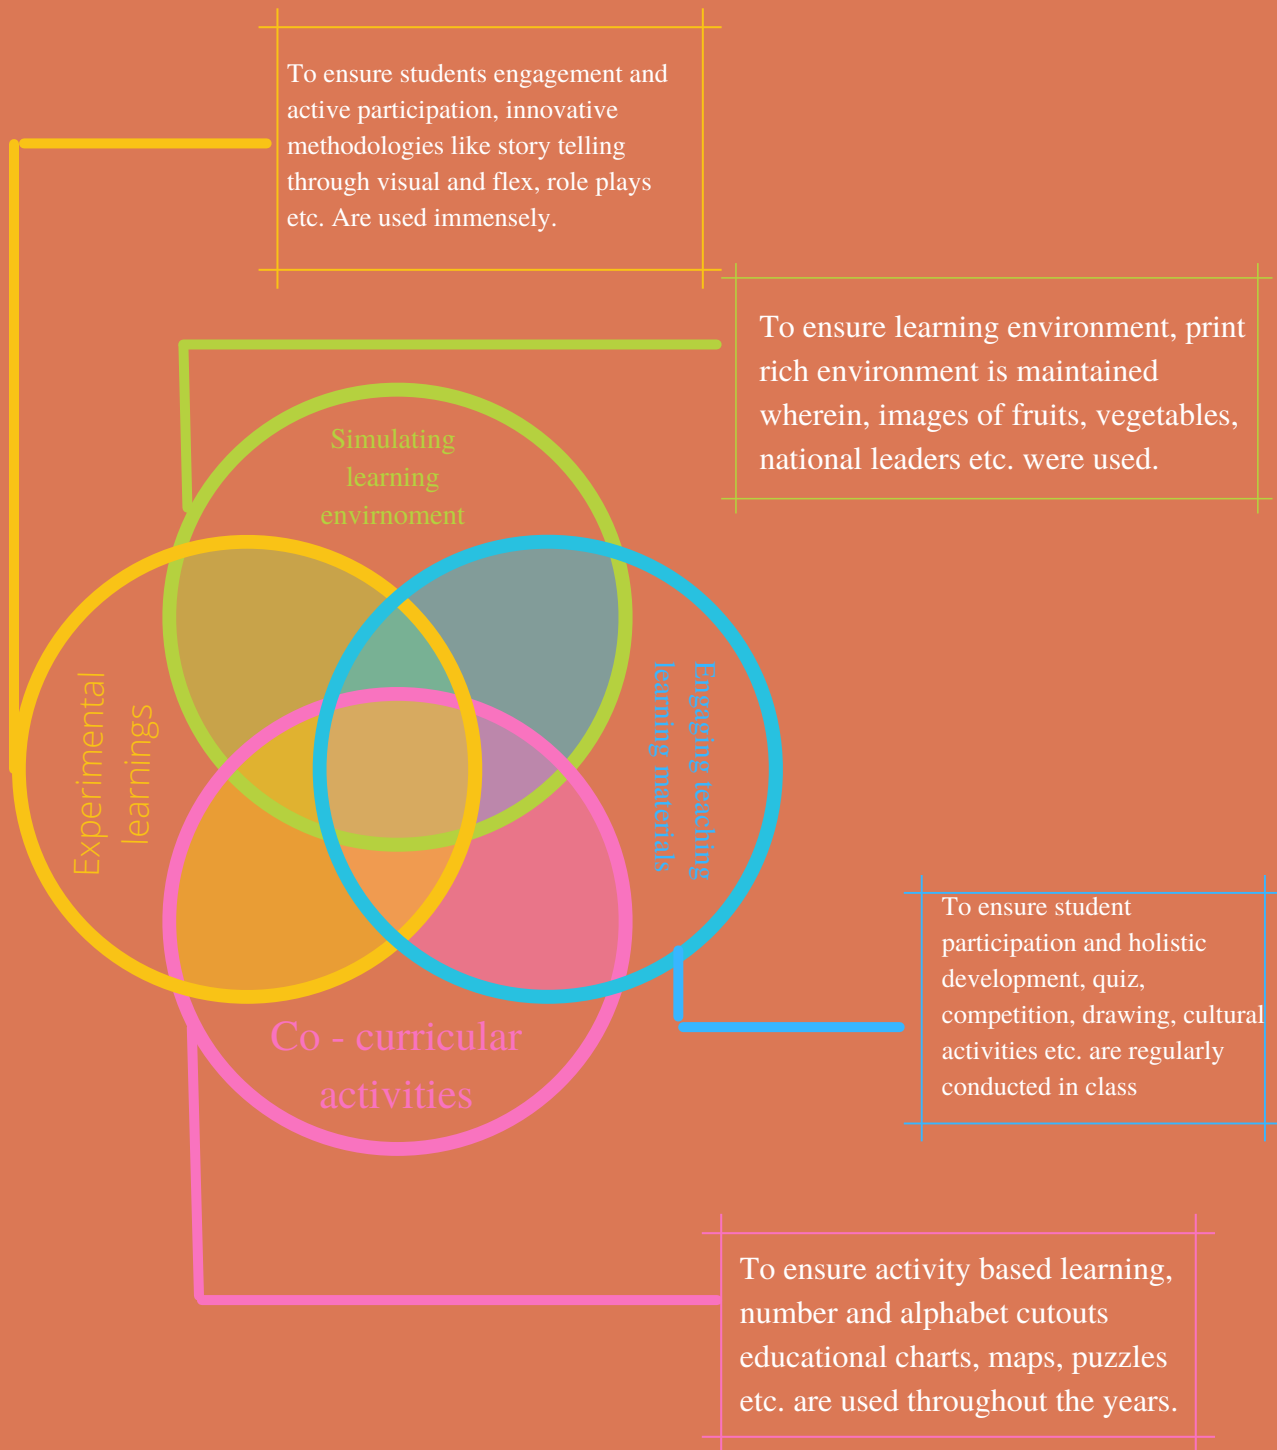 To ensure students engagement and
active participation, innovative
methodologies like story telling
through visual and flex, role plays
etc. Are used immensely.
To ensure learning environment, print
rich environment is maintained
wherein, images of fruits, vegetables,
national leaders etc. were used.
Simulating
learning
envirnoment
Experimental
learnings
Engaging teaching
learning materials
Co - curricular
activities
To ensure student
participation and holistic
development, quiz,
competition, drawing, cultural
activities etc. are regularly
conducted in class
To ensure activity based learning,
number and alphabet cutouts
educational charts, maps, puzzles
etc. are used throughout the years.